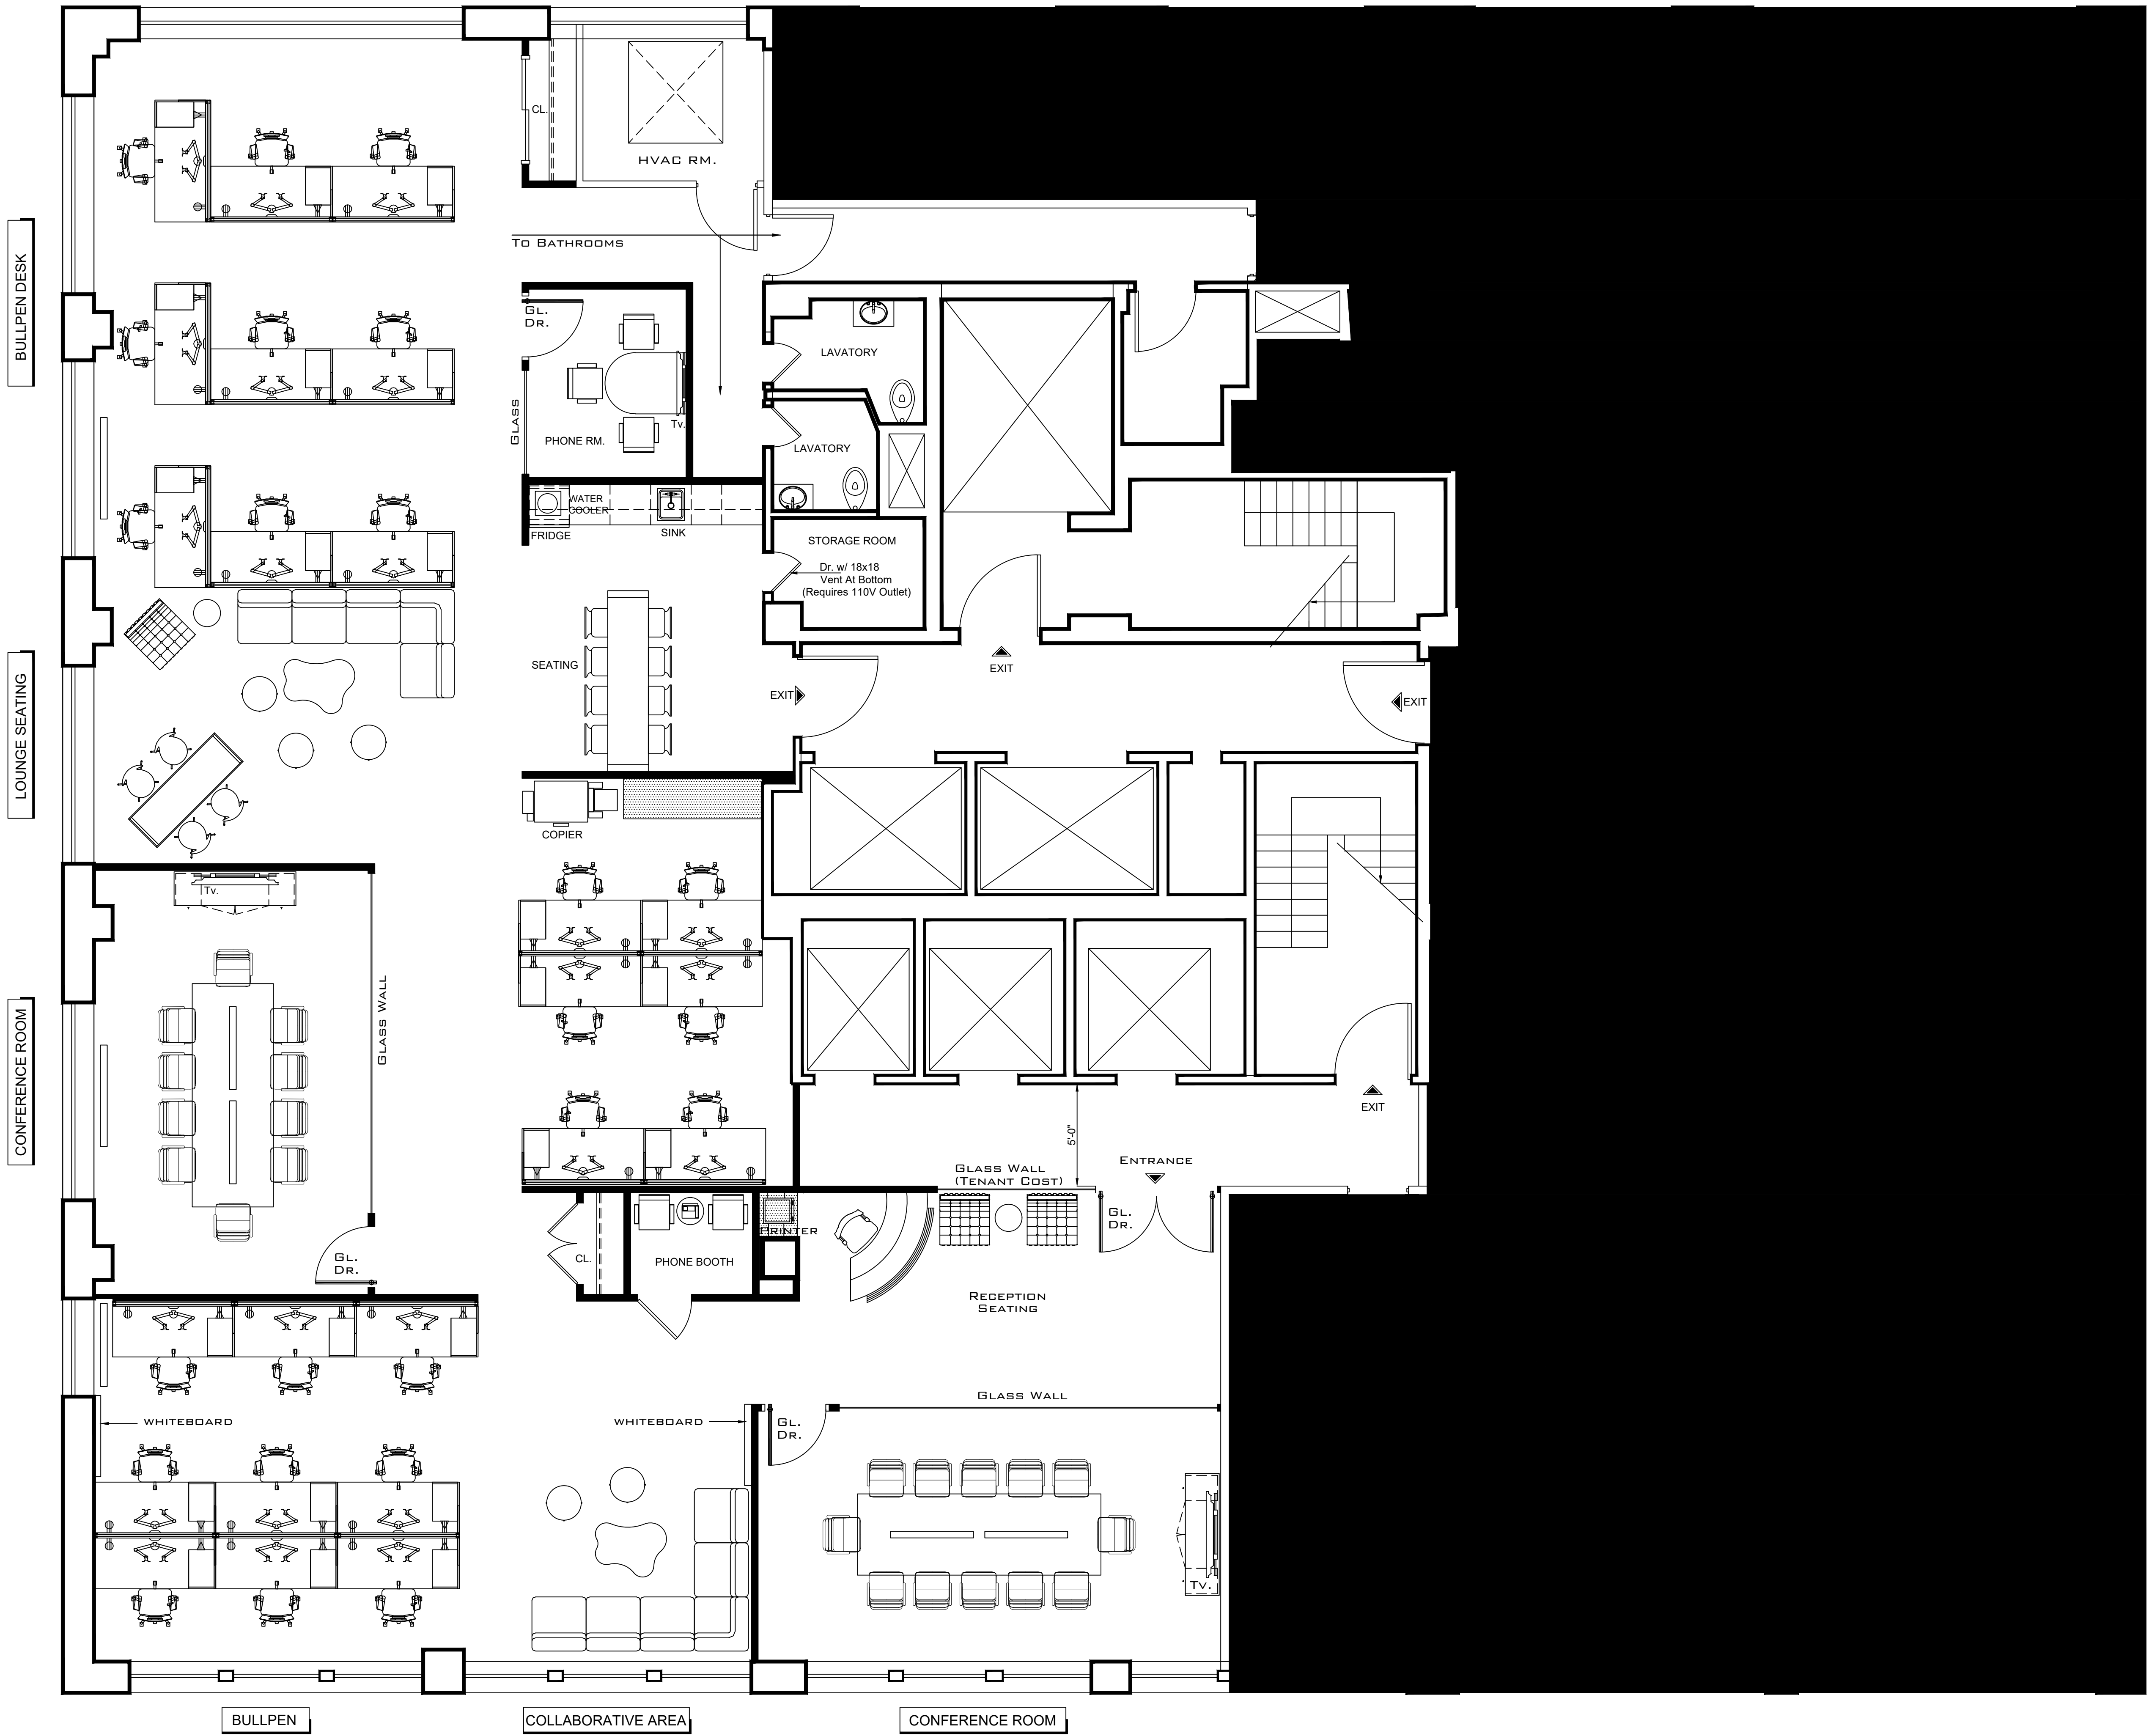 CL.
HVAC RM.
TO BATHROOMS
BULLPEN DESK
GL.
DR.
LAVATORY
GLASS
PHONE RM.
Tv.
LAVATORY
WATER
COOLER
FRIDGE
SINK
STORAGE ROOM
Dr. w/ 18x18
Vent At Bottom
(Requires 110V Outlet)
LOUNGE SEATING
SEATING
EXIT
EXIT
EXIT
COPIER
Tv.
CONFERENCE ROOM
GLASS WALL
EXIT
5'-0"
ENTRANCE
GLASS WALL
(TENANT COST)
GL.
DR.
PRINTER
GL.
DR.
CL.
PHONE BOOTH
RECEPTION
SEATING
GLASS WALL
WHITEBOARD
WHITEBOARD
GL.
DR.
Tv.
BULLPEN
COLLABORATIVE AREA
CONFERENCE ROOM